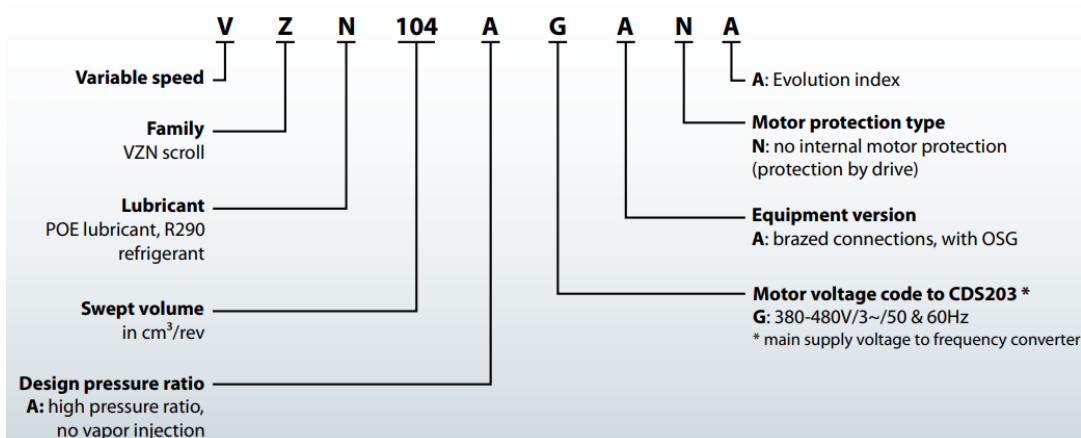 V Z N 104 A G A N A
Variable speed
Family
VZN scroll
Lubricant
POE lubricant, R290
refrigerant
Swept volume
in cm³/rev
Design pressure ratio
A: high pressure ratio,
no vapor injection
A: Evolution index
Motor protection type
N: no internal motor protection
(protection by drive)
Equipment version
A: brazed connections, with OSG
Motor voltage code to CDS203 *
G: 380-480V/3~/50 & 60Hz
* main supply voltage to frequency converter